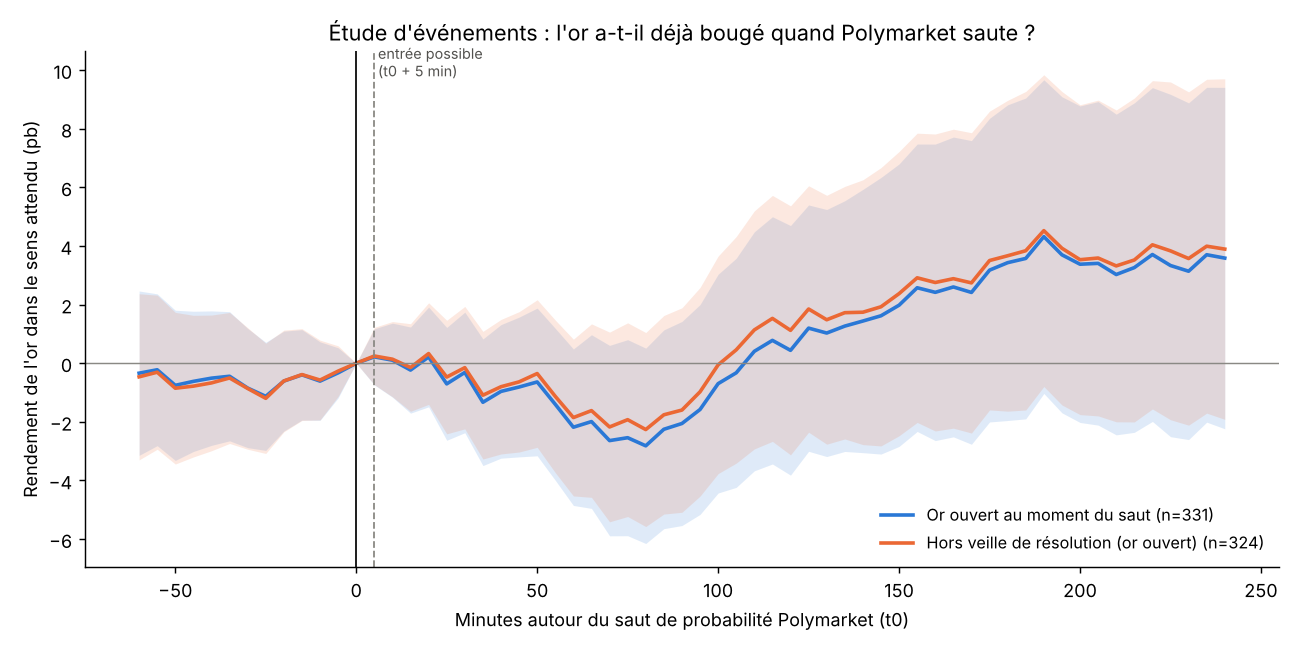 Étude d'événements : l'or a-t-il déjà bougé quand Polymarket saute ?
entrée possible
(t0 + 5 min)
Rendement de l'or dans le sens attendu (pb)
10
8
6
4
2
0
−2
−4
−6
Or ouvert au moment du saut (n=331)
Hors veille de résolution (or ouvert) (n=324)
−50
0
50
100
150
200
250
Minutes autour du saut de probabilité Polymarket (t0)